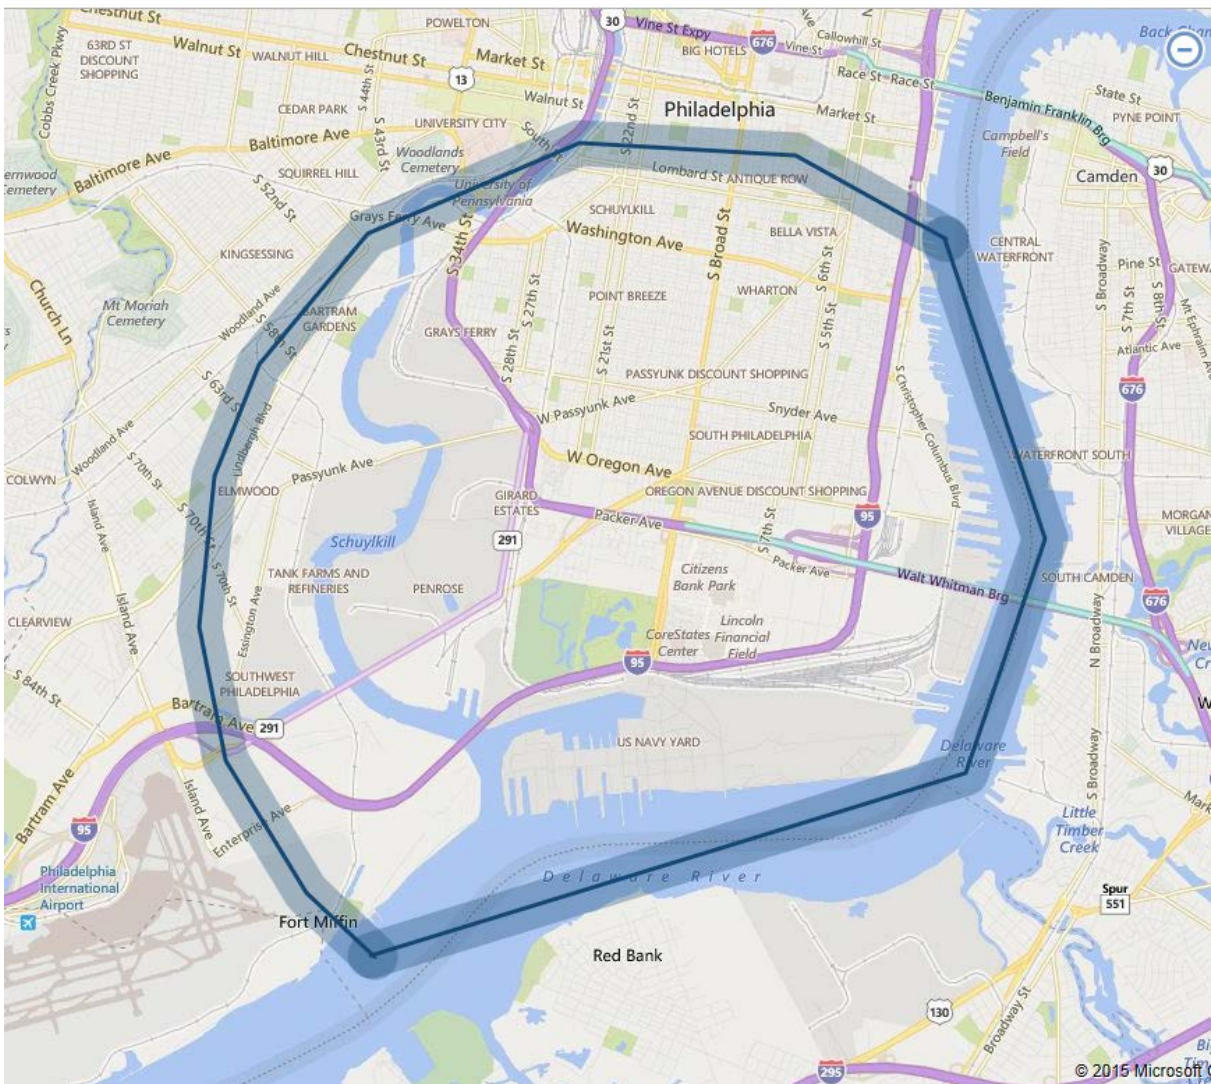 Chestnut St
63RD ST
DISCOUNT
SHOPPING
Walnut St
WALNUT HILL
Chestnut St
POWELTON
Market St
13
30
Vine St Expy
676
BIG HOTELS
Vine St
Callowhill St
Race St
Race St
Benjamin Franklin Brg
State St
PYNE POINT
Cobbs Creek Pkwy
CEDAR PARK
S 44th St
S 43rd St
Walnut St
UNIVERSITY CITY
South St
S 22nd St
Philadelphia
Market St
Campbell's
Field
Camden
30
Baltimore Ave
Baltimore Ave
SQUIRREL HILL
Woodlands
Cemetery
University of
Pennsylvania
Lombard St
ANTIQUE ROW
S 52nd St
Grays Ferry Ave
SCHUYLKILL
Washington Ave
S Broad St
BELLA VISTA
CENTRAL
WATERFRONT
KINGSESSING
S 34th St
S 6th St
Pine St
S Broadway
S 7th St
S 8th St
Mt Ephraim Ave
Church Ln
Mt Moriah
Cemetery
Woodland Ave
S 58th St
BARTRAM
GARDENS
GRAYS FERRY
S 27th St
S 28th St
POINT BREEZE
S 21st St
WHARTON
S 5th St
Atlantic Ave
676
PASSYUNK DISCOUNT SHOPPING
S Christopher Columbus Blvd
S 63rd St
Lindbergh Blvd
W Passyunk Ave
Snyder Ave
SOUTH PHILADELPHIA
WATERFRONT SOUTH
COLWYN
Woodland Ave
S 70th St
Passyunk Ave
W Oregon Ave
ELMWOOD
GIRARD
ESTATES
OREGON AVENUE DISCOUNT SHOPPING
Island Ave
S 70th St
Schuylkill
291
Packer Ave
S 7th St
95
MORGAN
VILLAGE
Packer Ave
Walt Whitman Brg
SOUTH CAMDEN
TANK FARMS AND
REFINERIES
PENROSE
Citizens
Bank Park
S 70th St
Essington Ave
Island Ave
CLEARVIEW
CoreStates
Center
Lincoln
Financial
Field
95
676
N Broadway
S 84th St
SOUTHWEST
PHILADELPHIA
Bartram Ave
291
US NAVY YARD
Delaware
River
S Broadway
Bartram Ave
Island Ave
Enterprise Ave
95
Little
Timber
Creek
Philadelphia
International
Airport
Delaware River
Spur
551
Fort Miffin
Red Bank
130
Broadway St
295
© 2015 Microsoft